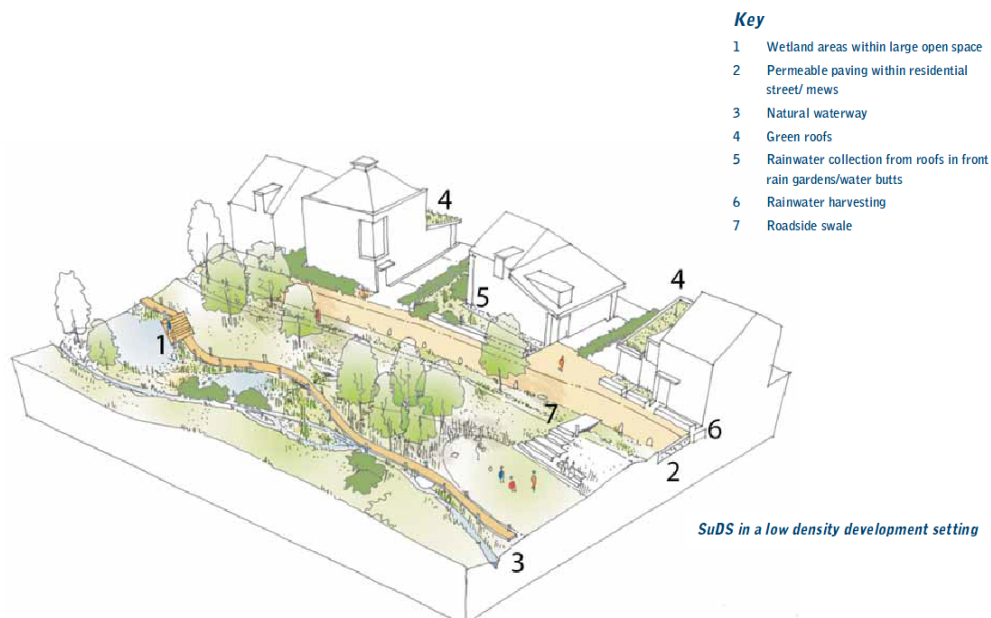 Key
1 Wetland areas within large open space
2 Permeable paving within residential
street/ mews
3 Natural waterway
4 Green roofs
5 Rainwater collection from roofs in front
rain gardens/water butts
6 Rainwater harvesting
7 Roadside swale
4
4
5
1
7
6
2
SuDS in a low density development setting
3